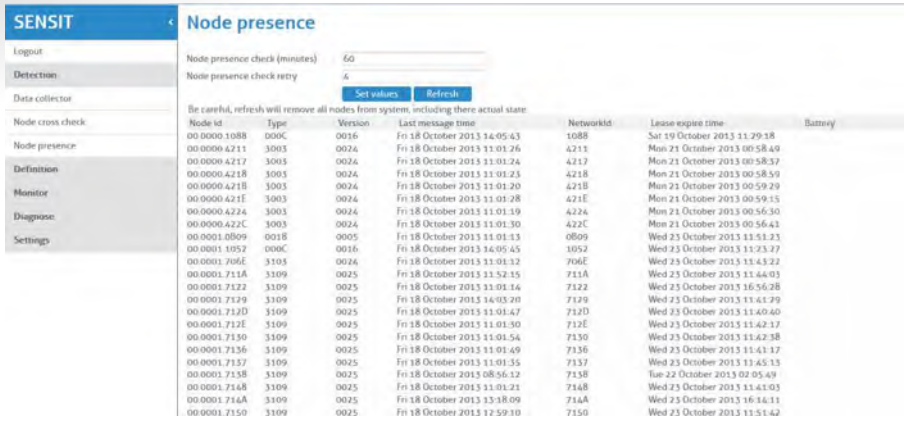 SENSIT ‹
Logout
Detection
Data collector
Node cross check
Node presence
Definition
Monitor
Diagnose
Settings
Node presence
Node presence check (minutes) 60
Node presence check retry 4
Set values Refresh
Be careful, refresh will remove all nodes from system, including there actual state
Node id Type Version Last message time NetworkId Lease expire time Battery
00.0000.1088 000C 0016 Fri 18 October 2013 14:05:43 1088 Sat 19 October 2013 11:29:18
00.0000.4211 3003 0024 Fri 18 October 2013 11:01:26 4211 Mon 21 October 2013 00:58:49
00.0000.4217 3003 0024 Fri 18 October 2013 11:01:24 4217 Mon 21 October 2013 00:58:37
00.0000.4218 3003 0024 Fri 18 October 2013 11:01:23 4218 Mon 21 October 2013 00:58:59
00.0000.421B 3003 0024 Fri 18 October 2013 11:01:20 421B Mon 21 October 2013 00:59:29
00.0000.421E 3003 0024 Fri 18 October 2013 11:01:28 421E Mon 21 October 2013 00:59:15
00.0000.4224 3003 0024 Fri 18 October 2013 11:01:19 4224 Mon 21 October 2013 00:56:30
00.0000.422C 3003 0024 Fri 18 October 2013 11:01:30 422C Mon 21 October 2013 00:56:41
00.0001.0B09 001B 0005 Fri 18 October 2013 11:01:13 0B09 Wed 23 October 2013 11:51:23
00.0001.1052 000C 0016 Fri 18 October 2013 14:05:45 1052 Wed 23 October 2013 11:23:27
00.0001.706E 3103 0024 Fri 18 October 2013 11:01:12 706E Wed 23 October 2013 11:43:22
00.0001.711A 3109 0025 Fri 18 October 2013 11:52:15 711A Wed 23 October 2013 11:44:03
00.0001.7122 3109 0025 Fri 18 October 2013 11:01:14 7122 Wed 23 October 2013 16:56:28
00.0001.7129 3109 0025 Fri 18 October 2013 14:03:20 7129 Wed 23 October 2013 11:41:29
00.0001.712D 3109 0025 Fri 18 October 2013 11:01:47 712D Wed 23 October 2013 11:40:40
00.0001.712E 3109 0025 Fri 18 October 2013 11:01:30 712E Wed 23 October 2013 11:42:17
00.0001.7130 3109 0025 Fri 18 October 2013 11:01:54 7130 Wed 23 October 2013 11:42:38
00.0001.7136 3109 0025 Fri 18 October 2013 11:01:49 7136 Wed 23 October 2013 11:41:17
00.0001.7137 3109 0025 Fri 18 October 2013 11:01:35 7137 Wed 23 October 2013 11:45:13
00.0001.7138 3109 0025 Fri 18 October 2013 08:56:12 7138 Tue 22 October 2013 02:05:49
00.0001.7148 3109 0025 Fri 18 October 2013 11:01:21 7148 Wed 23 October 2013 11:41:03
00.0001.714A 3109 0025 Fri 18 October 2013 13:18:09 714A Wed 23 October 2013 16:14:11
00.0001.7150 3109 0025 Fri 18 October 2013 12:59:10 7150 Wed 23 October 2013 11:51:42